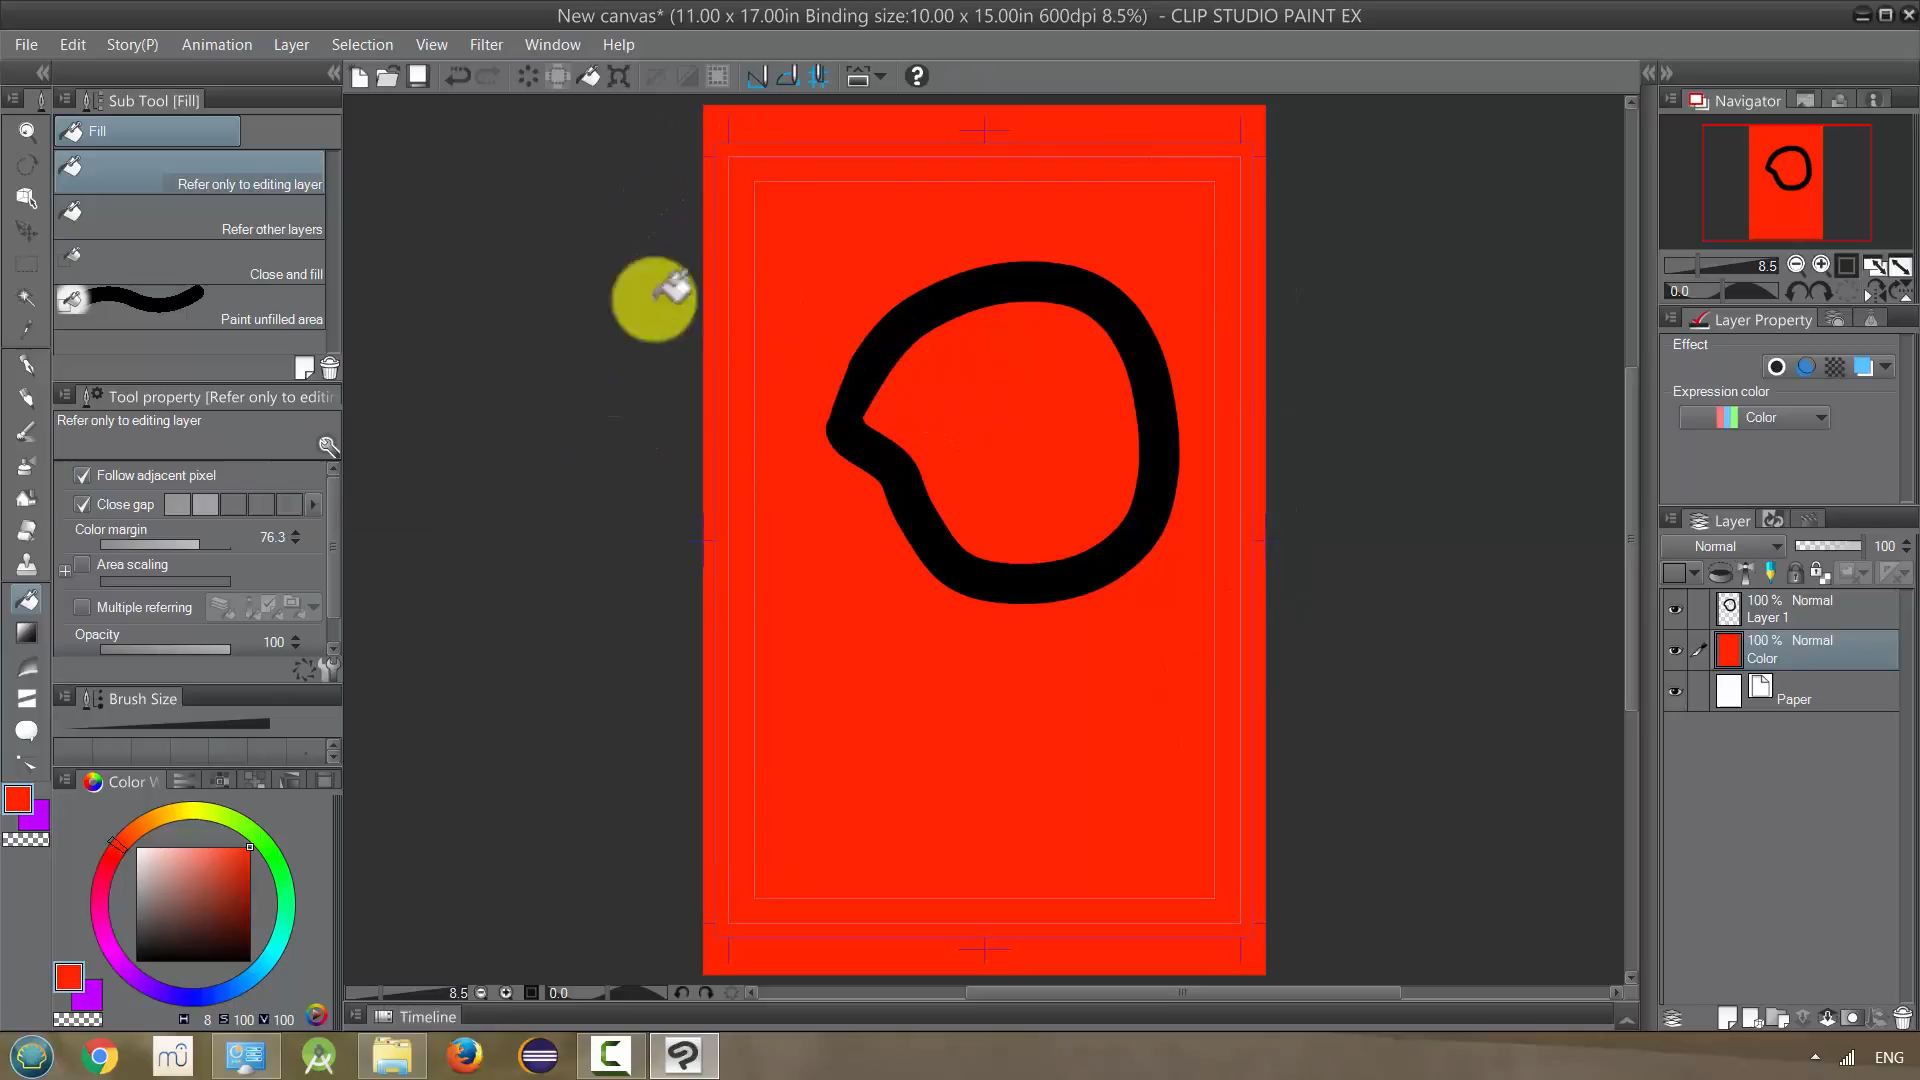 New canvas* (11.00 x 17.00in Binding size:10.00 x 15.00in 600dpi 8.5%) - CLIP STUDIO PAINT EX
File Edit Story(P) Animation Layer Selection View Filter Window Help
Sub Tool [Fill]
Fill
Refer only to editing layer
Refer other layers
Close and fill
Paint unfilled area
Tool property [Refer only to editin
Refer only to editing layer
Follow adjacent pixel
Close gap
Color margin 76.3
Area scaling
Multiple referring
Opacity 100
Brush Size
Color W
H 8 S 100 V 100
8.5 0.0
Timeline
Navigator
8.5
0.0
Layer Property
Effect
Expression color
Color
Layer
Normal 100
100 % Normal
Layer 1
100 % Normal
Color
Paper
ENG